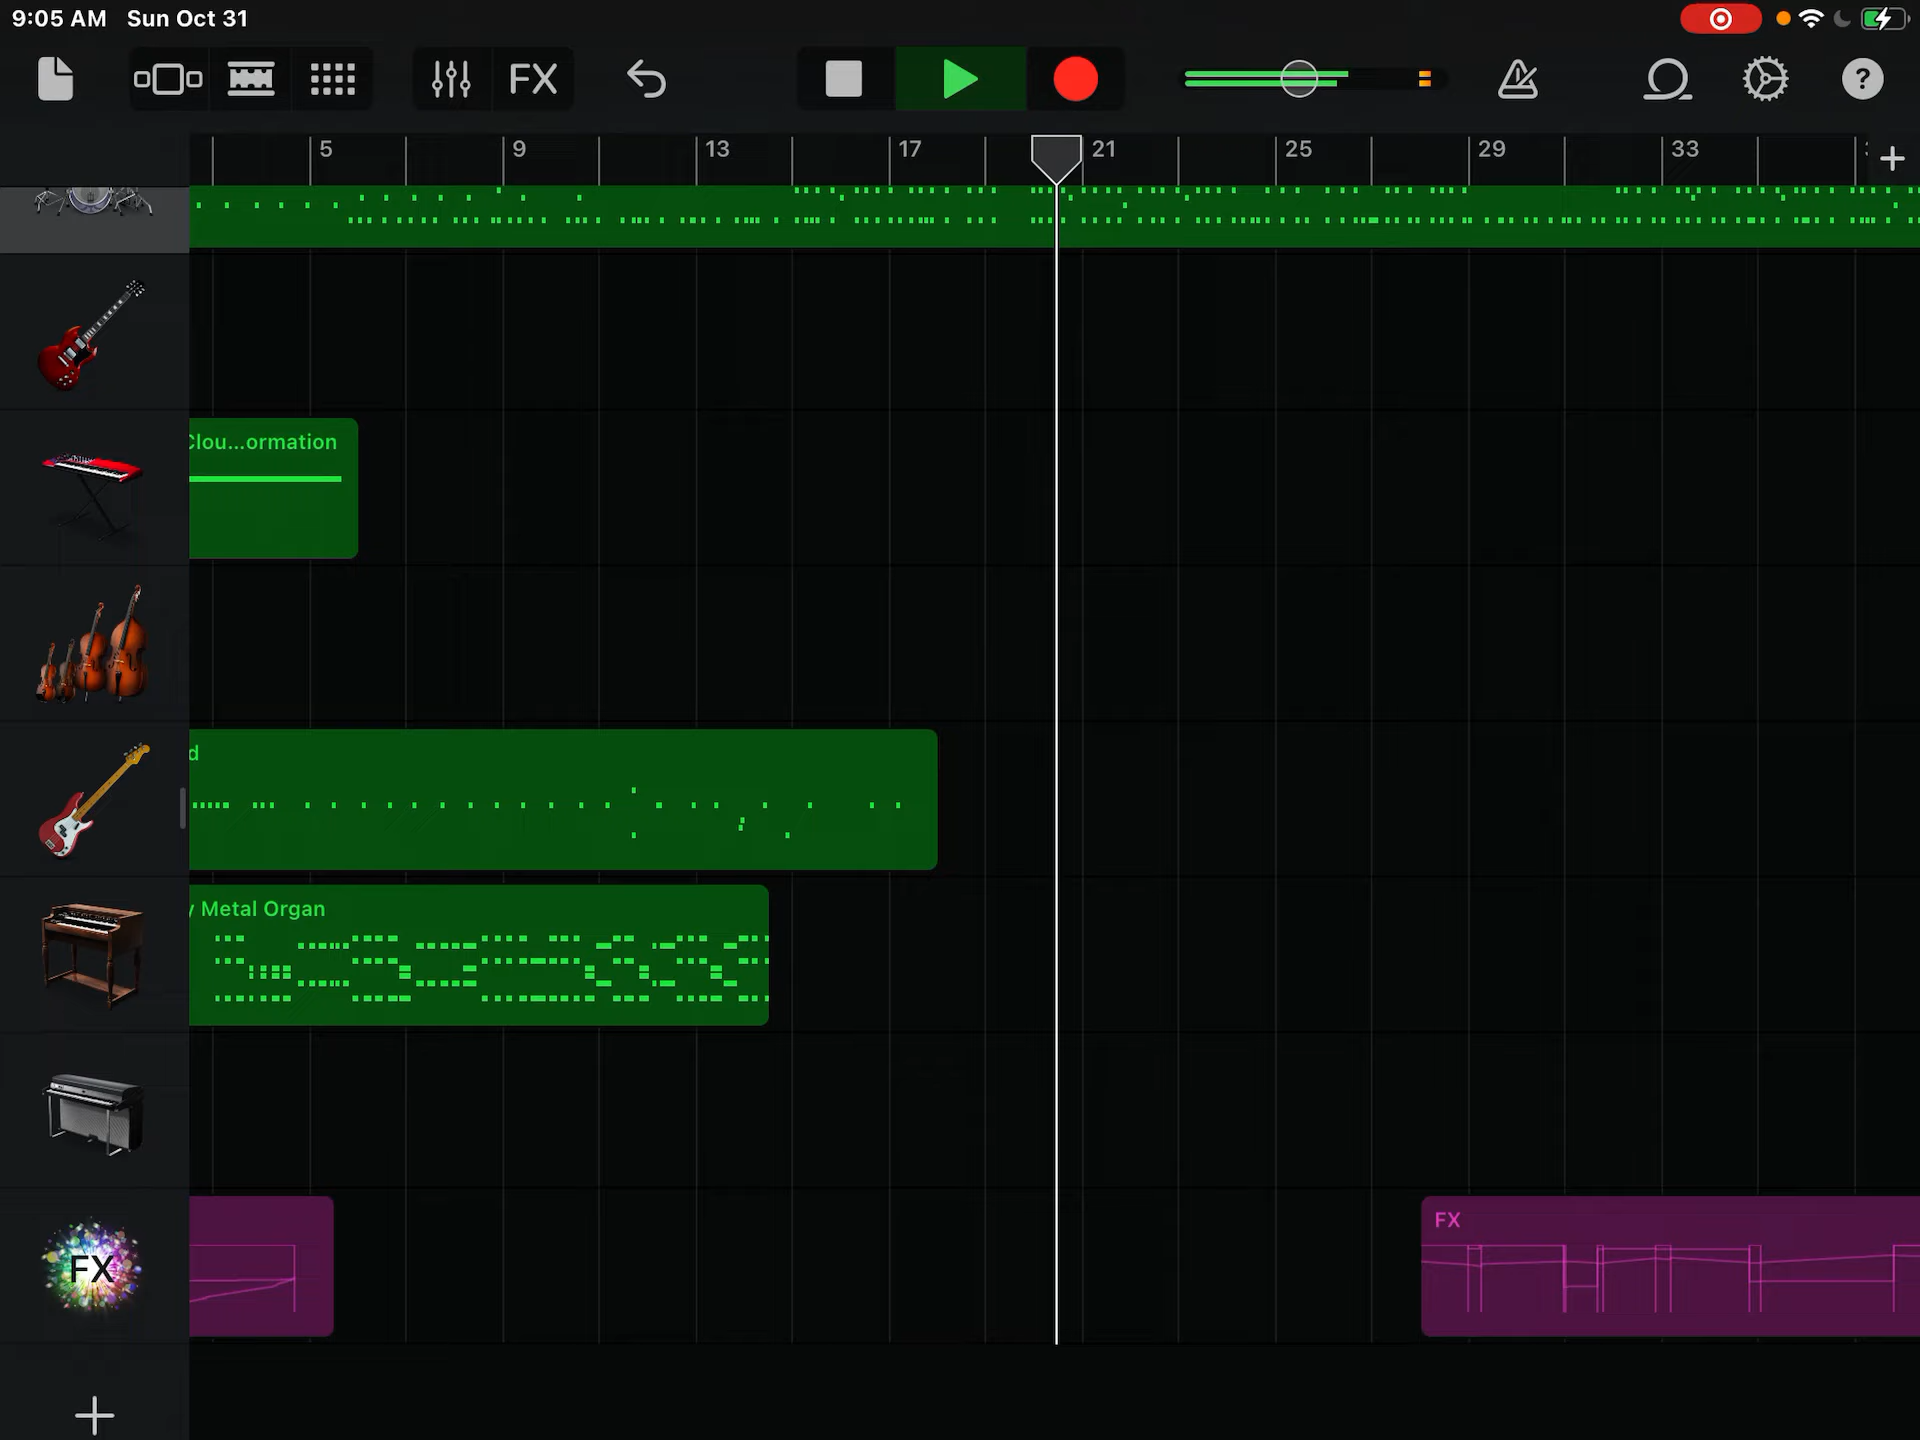 9:05 AM Sun Oct 31
FX
?
5 9 13 17 21 25 29 33
Clou...ormation
d
Metal Organ
FX
FX